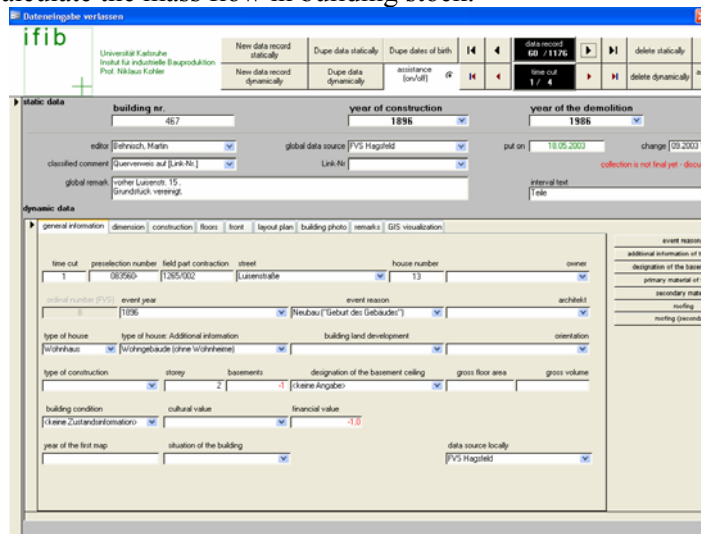 Dateneingabe verlassen
ifib
Universität Karlsruhe
Institut für industrielle Bauproduktion
Prof. Niklaus Kohler
New data record statically
Dupe data statically
Dupe dates of birth
data record
60 /1176
delete statically
New data record dynamically
Dupe data dynamically
assistance (on/off)
time cut
1 / 4
delete dynamically
static data
building nr.
467
year of construction
1896
year of the demolition
1986
editor Behnisch, Martin
global data source FVS Hagsfeld
put on 18.05.2003
change 09.2003
classified comment Querverweis auf [Link-Nr.]
Link-Nr
collection is not final yet - docu
global remark vorher Luisenstr. 15.
Grundstück vereinigt.
interval text
Teile
dynamic data
general information dimension construction floors front layout plan building photo remarks GIS visualization
event reason
additional information of t
designation of the base
primary material of
secondary mate
roofing
roofing (second
time cut preselection number field part contraction street house number owner
1 083560- 1265/002 Luisenstraße 13
ordinal number (FVS) event year event reason architekt
6 1896 Neubau ("Geburt des Gebäudes")
type of house type of house: Additional information building land development orientation
Wohnhaus Wohngebäude (ohne Wohnheime)
type of construction storey basements designation of the basement ceiling gross floor area gross volume
2 -1 <keine Angabe>
building condition cultural value financial value
<keine Zustandsinformation> -1,0
year of the first map situation of the building data source locally
FVS Hagsfeld